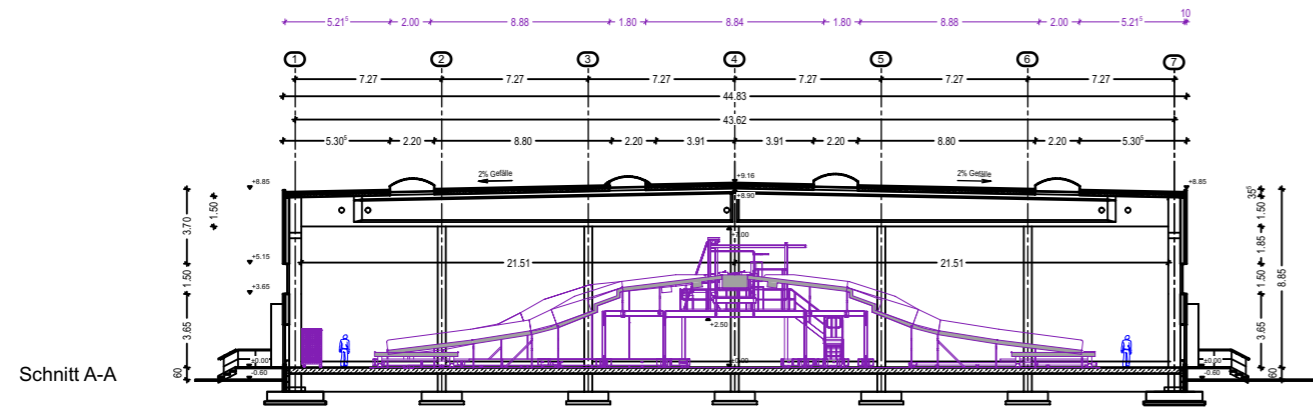 5.21⁵ 2.00 8.88 1.80 8.84 1.80 8.88 2.00 5.21⁵ 10
1 2 3 4 5 6 7
7.27 7.27 7.27 7.27 7.27 7.27
44.83
43.62
5.30⁵ 2.20 8.80 2.20 3.91 3.91 2.20 8.80 2.20 5.30⁵
+8.85 2% Gefälle +9.16 2% Gefälle +8.85
+8.90
3.70 1.50 35⁵ 1.50
+7.00
1.85
+5.15 21.51 21.51
1.50 +3.65 1.50 8.85
+2.50
3.65 3.65
±0.00 ±0.00 ±0.00
-0.60 -0.60
60 60
Schnitt A-A